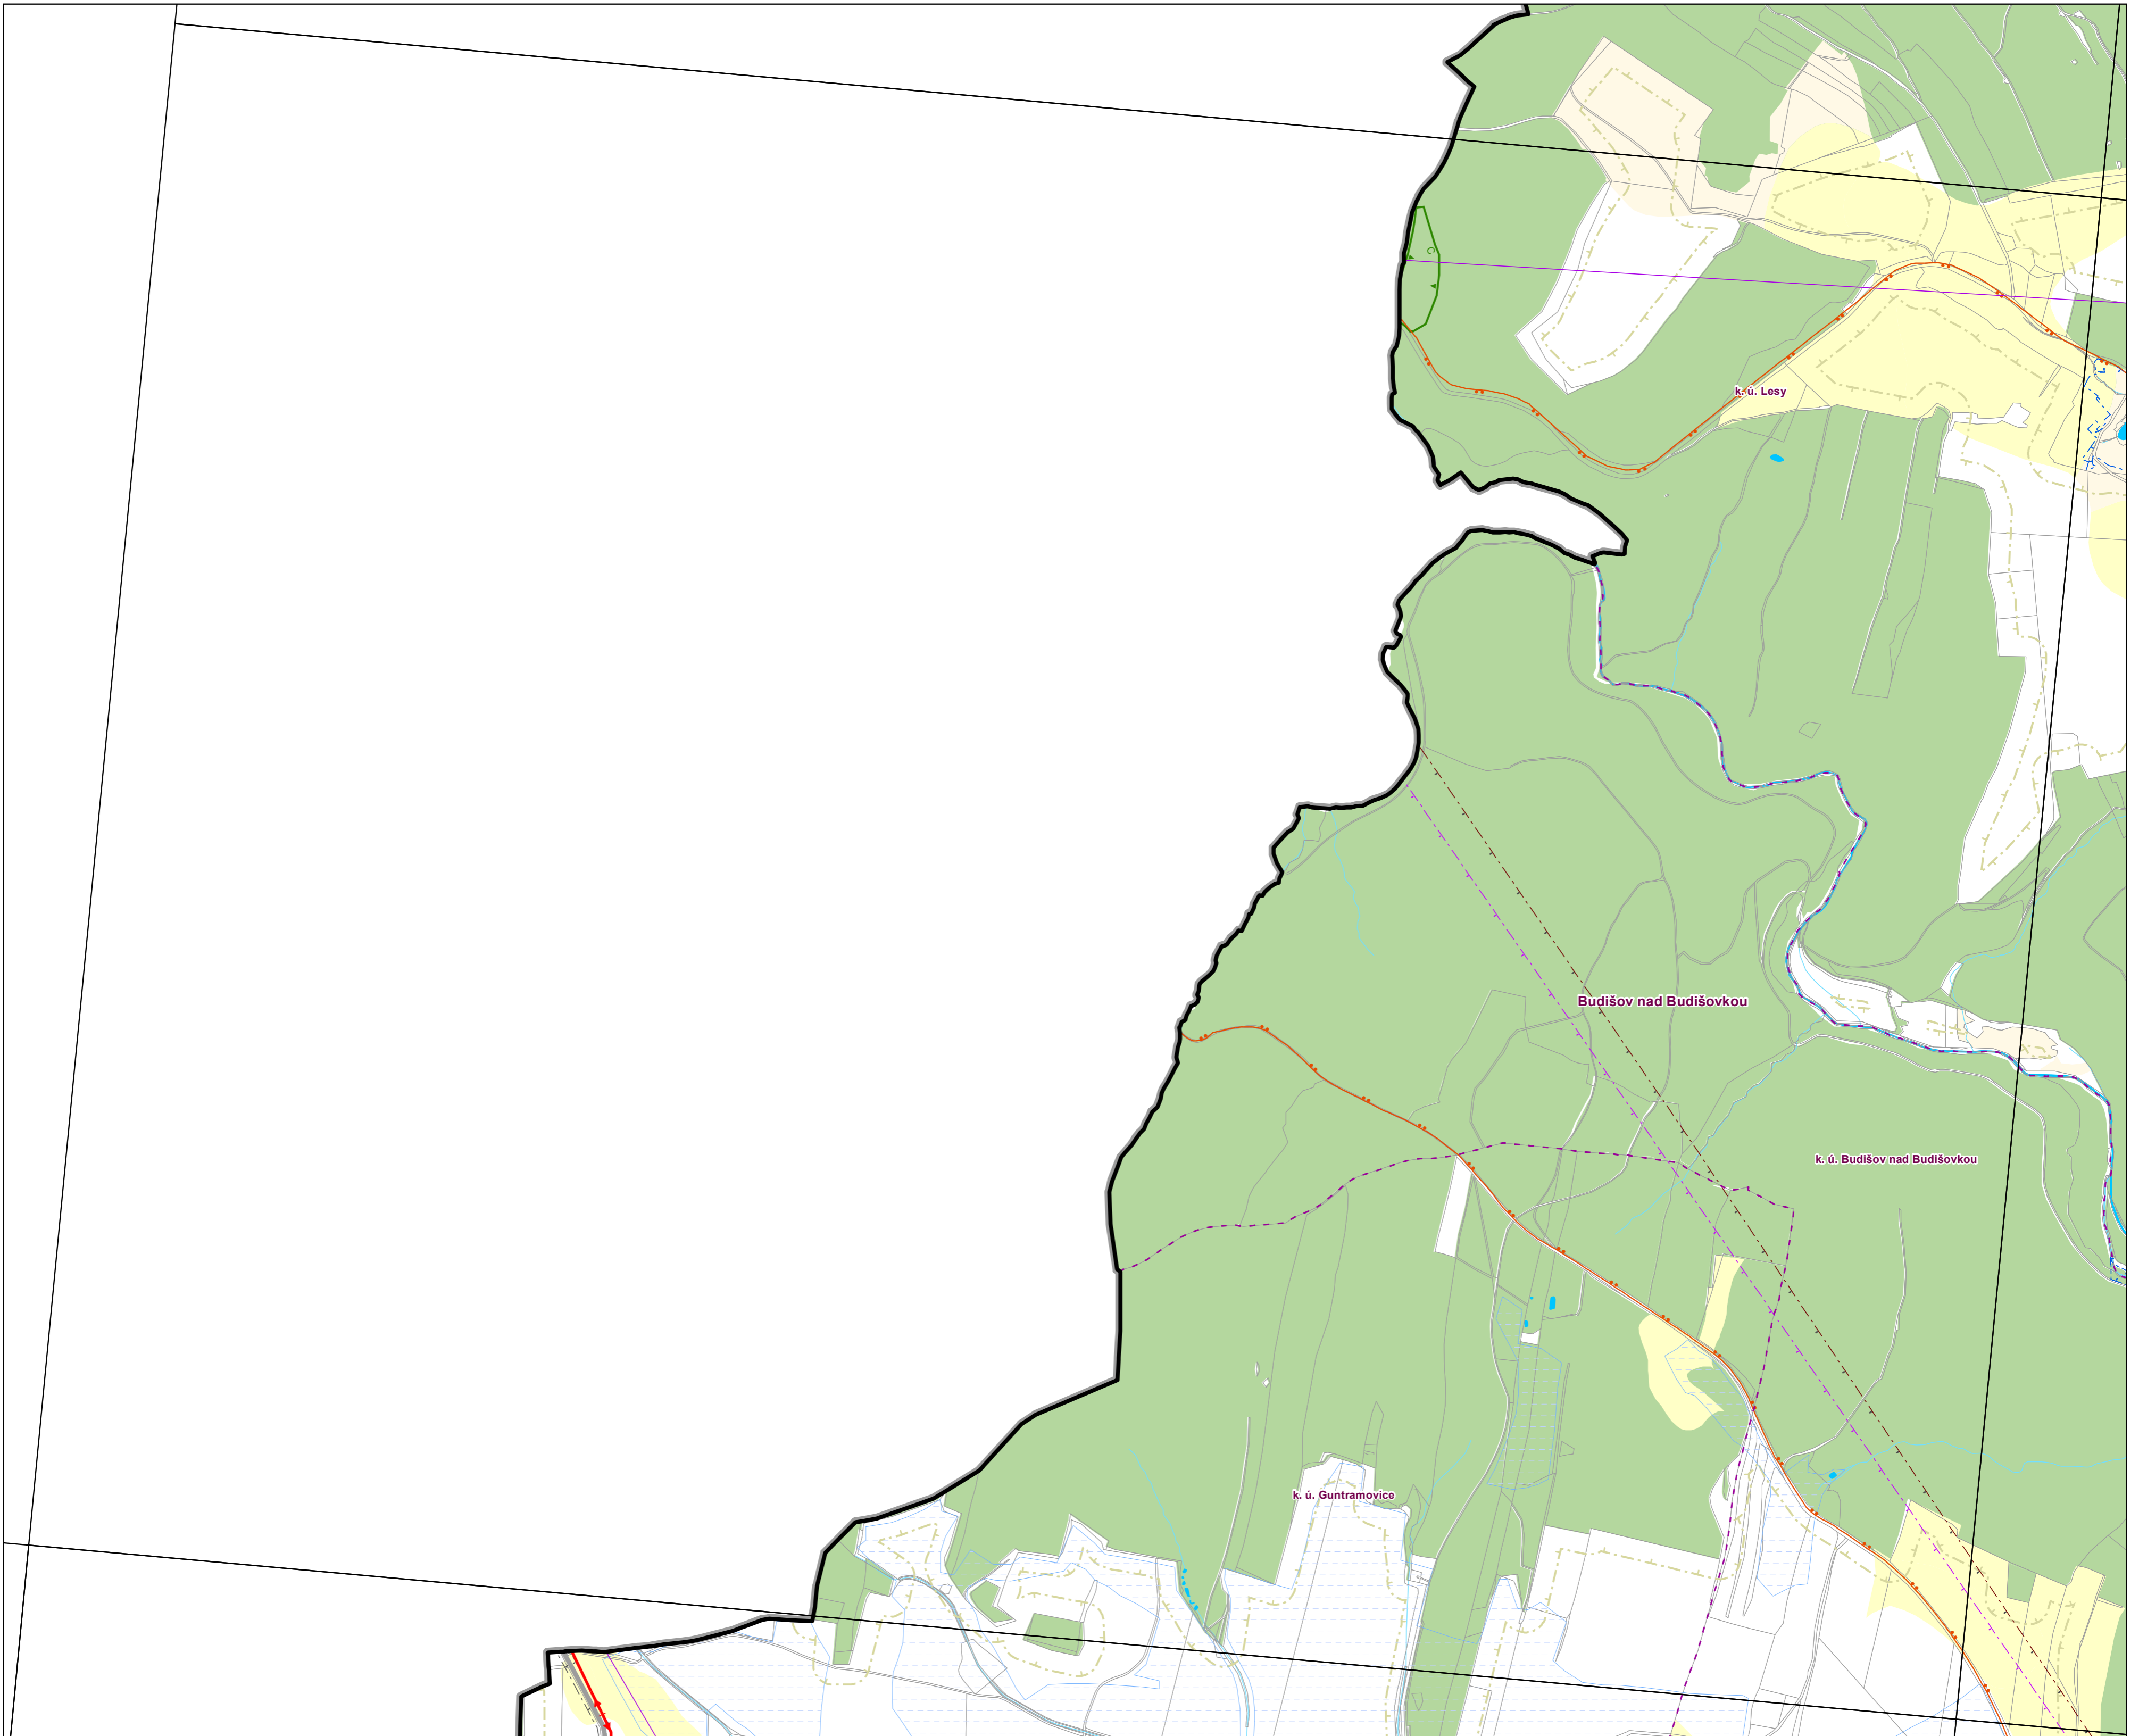 k. ú. Lesy
Budišov nad Budišovkou
k. ú. Budišov nad Budišovkou
k. ú. Guntramovice